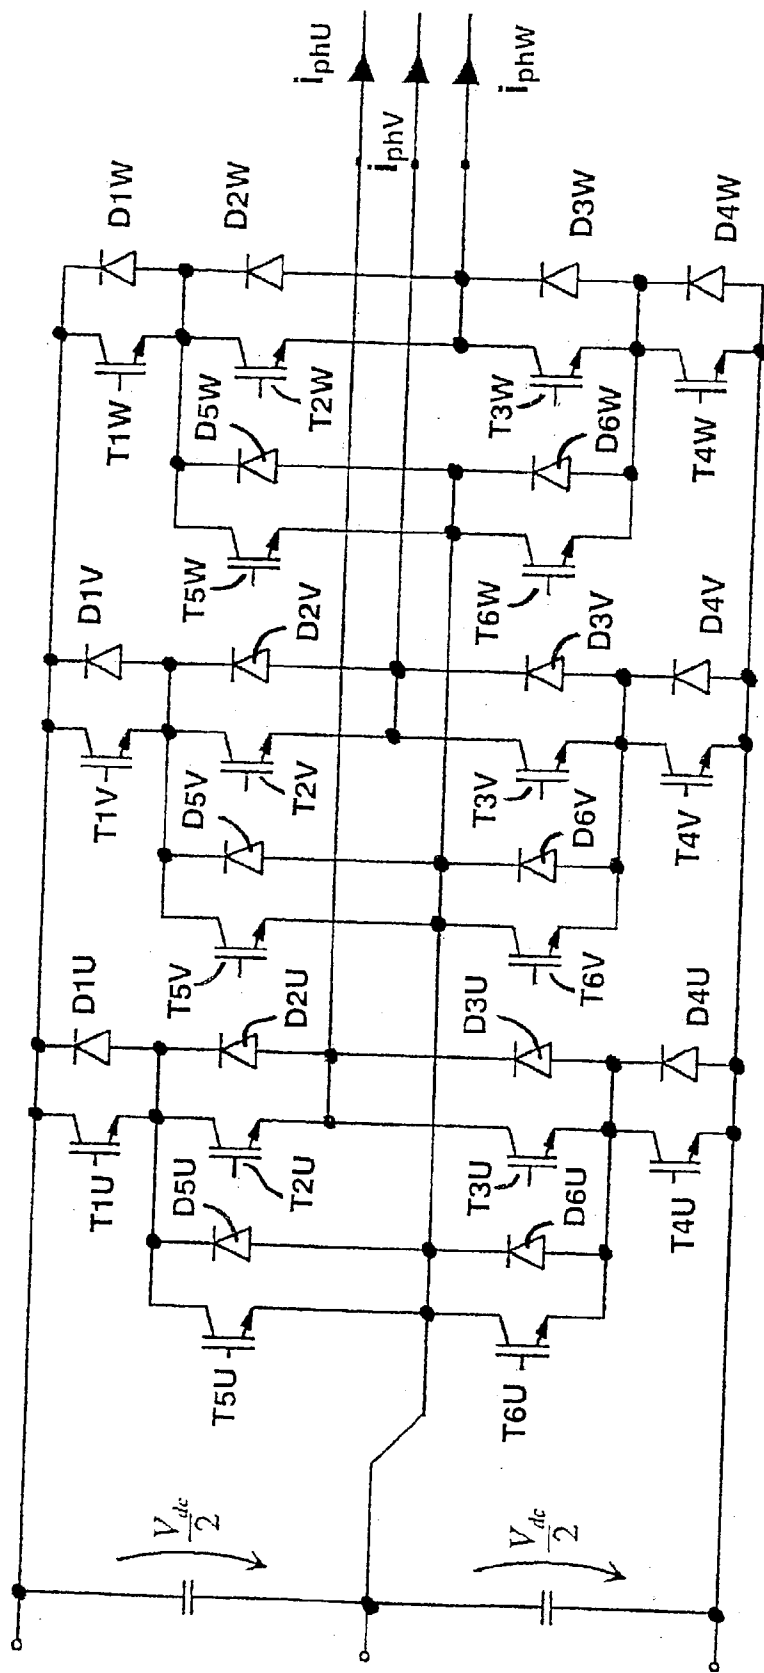 i_phU
i_phV
i_phW
D1W
D2W
D3W
D4W
T1W
T2W
T3W
T4W
D5W
D6W
T5W
T6W
D1V
D2V
D3V
D4V
T1V
T2V
T3V
T4V
D5V
D6V
T5V
T6V
D1U
D2U
D3U
D4U
T1U
T2U
T3U
T4U
D5U
D6U
T5U
T6U
V_dc/2
V_dc/2